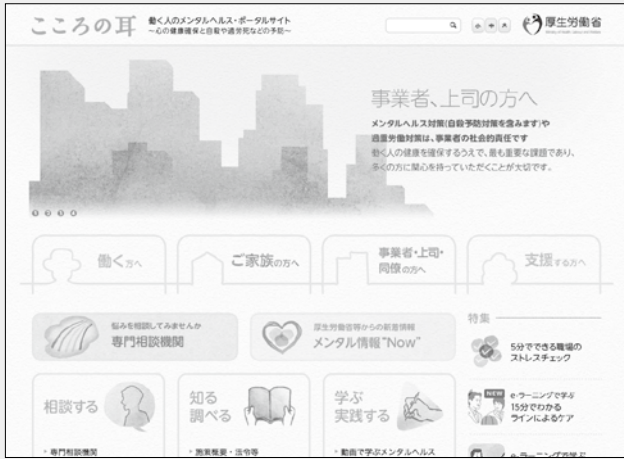 こころの耳
働く人のメンタルヘルス・ポータルサイト
～心の健康確保と自殺や過労死などの予防～
小 中 大
厚生労働省
事業者、上司の方へ
メンタルヘルス対策(自殺予防対策を含みます)や
過重労働対策は、事業者の社会的責任です
働く人の健康を確保するうえで、最も重要な課題であり、
多くの方に関心を持っていただくことが大切です。
1 2 3 4
働く方へ
ご家族の方へ
事業者・上司・
同僚の方へ
支援する方へ
悩みを相談してみませんか
専門相談機関
厚生労働省等からの新着情報
メンタル情報"Now"
特集
5分でできる職場の
ストレスチェック
NEW
e-ラーニングで学ぶ
15分でわかる
ラインによるケア
e-ラーニングで学ぶ
相談する
知る
調べる
学ぶ
実践する
専門相談機関
施策概要・法令等
動画で学ぶメンタルヘルス